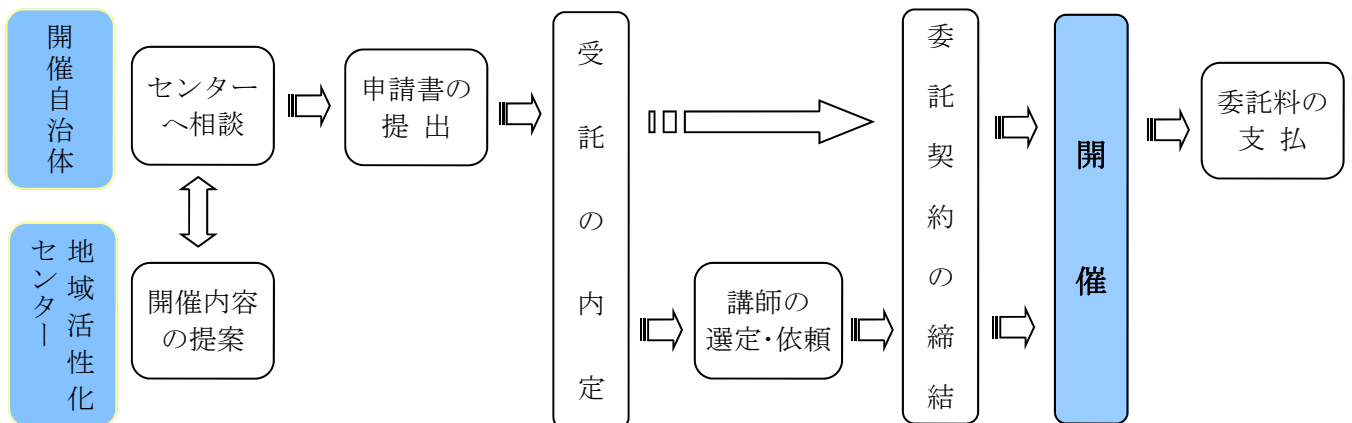 開催自治体
センター
へ相談
申請書の
提 出
受託の内定
委託契約の締結
開催
委託料の
支 払
地域活性化
センター
開催内容
の提案
講師の
選定･依頼